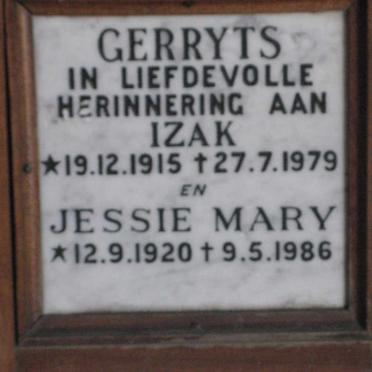 GERRYTS
IN LIEFDEVOLLE
HERINNERING AAN
IZAK
★19.12.1915 ✝ 27.7.1979
EN
JESSIE MARY
★ 12.9.1920 ✝ 9.5.1986